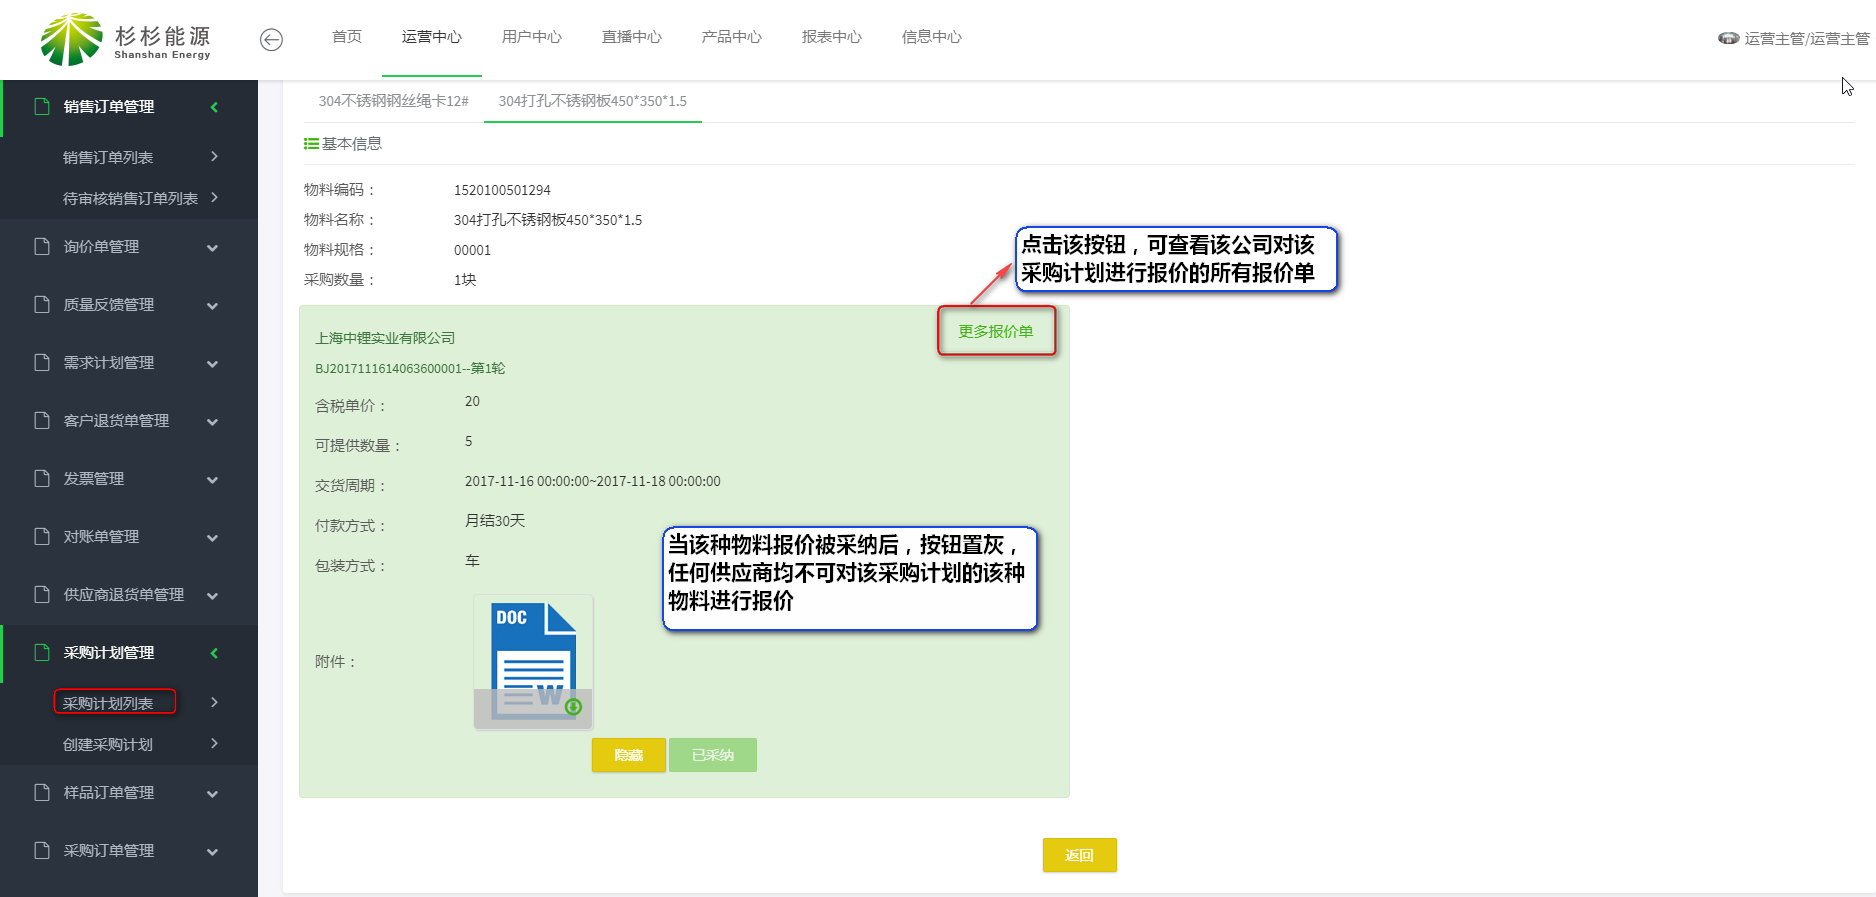 杉杉能源
Shanshan Energy
首页
运营中心
用户中心
直播中心
产品中心
报表中心
信息中心
运营主管/运营主管
销售订单管理
销售订单列表
待审核销售订单列表
询价单管理
质量反馈管理
需求计划管理
客户退货单管理
发票管理
对账单管理
供应商退货单管理
采购计划管理
采购计划列表
创建采购计划
样品订单管理
采购订单管理
304不锈钢钢丝绳卡12#
304打孔不锈钢板450*350*1.5
基本信息
物料编码： 1520100501294
物料名称： 304打孔不锈钢板450*350*1.5
物料规格： 00001
采购数量： 1块
点击该按钮，可查看该公司对该
采购计划进行报价的所有报价单
更多报价单
上海中锂实业有限公司
BJ2017111614063600001--第1轮
含税单价： 20
可提供数量： 5
交货周期： 2017-11-16 00:00:00~2017-11-18 00:00:00
付款方式： 月结30天
包装方式： 车
当该种物料报价被采纳后，按钮置灰，
任何供应商均不可对该采购计划的该种
物料进行报价
附件：
DOC
W
隐藏
已采纳
返回